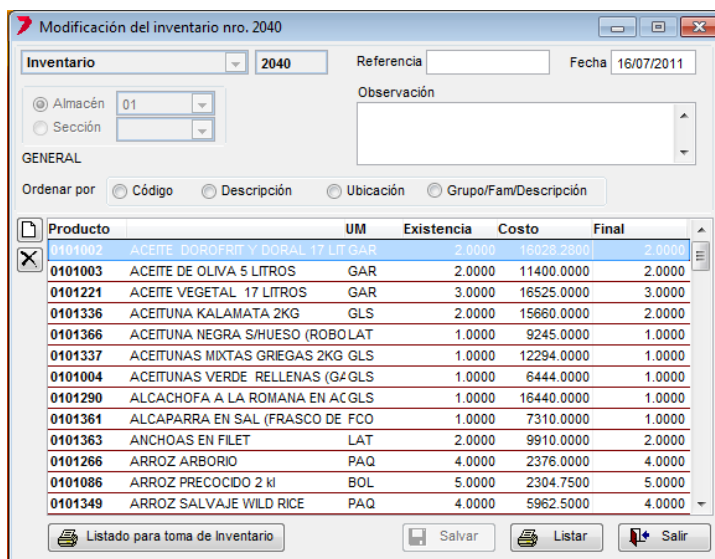 Modificación del inventario nro. 2040
Inventario 2040 Referencia Fecha 16/07/2011
Almacén 01 Observación
Sección
GENERAL
Ordenar por Código Descripción Ubicación Grupo/Fam/Descripción
Producto UM Existencia Costo Final
0101002 ACEITE DOROFRIT Y DORAL 17 LIT GAR 2.0000 16028.2800 2.0000
0101003 ACEITE DE OLIVA 5 LITROS GAR 2.0000 11400.0000 2.0000
0101221 ACEITE VEGETAL 17 LITROS GAR 3.0000 16525.0000 3.0000
0101336 ACEITUNA KALAMATA 2KG GLS 2.0000 15660.0000 2.0000
0101366 ACEITUNA NEGRA S/HUESO (ROBO LAT 1.0000 9245.0000 1.0000
0101337 ACEITUNAS MIXTAS GRIEGAS 2KG GLS 1.0000 12294.0000 1.0000
0101004 ACEITUNAS VERDE RELLENAS (GA GLS 1.0000 6444.0000 1.0000
0101290 ALCACHOFA A LA ROMANA EN AC GLS 1.0000 16440.0000 1.0000
0101361 ALCAPARRA EN SAL (FRASCO DE FCO 1.0000 7310.0000 1.0000
0101363 ANCHOAS EN FILET LAT 2.0000 9910.0000 2.0000
0101266 ARROZ ARBORIO PAQ 4.0000 2376.0000 4.0000
0101086 ARROZ PRECOCIDO 2 kl BOL 5.0000 2304.7500 5.0000
0101349 ARROZ SALVAJE WILD RICE PAQ 4.0000 5962.5000 4.0000
Listado para toma de Inventario Salvar Listar Salir